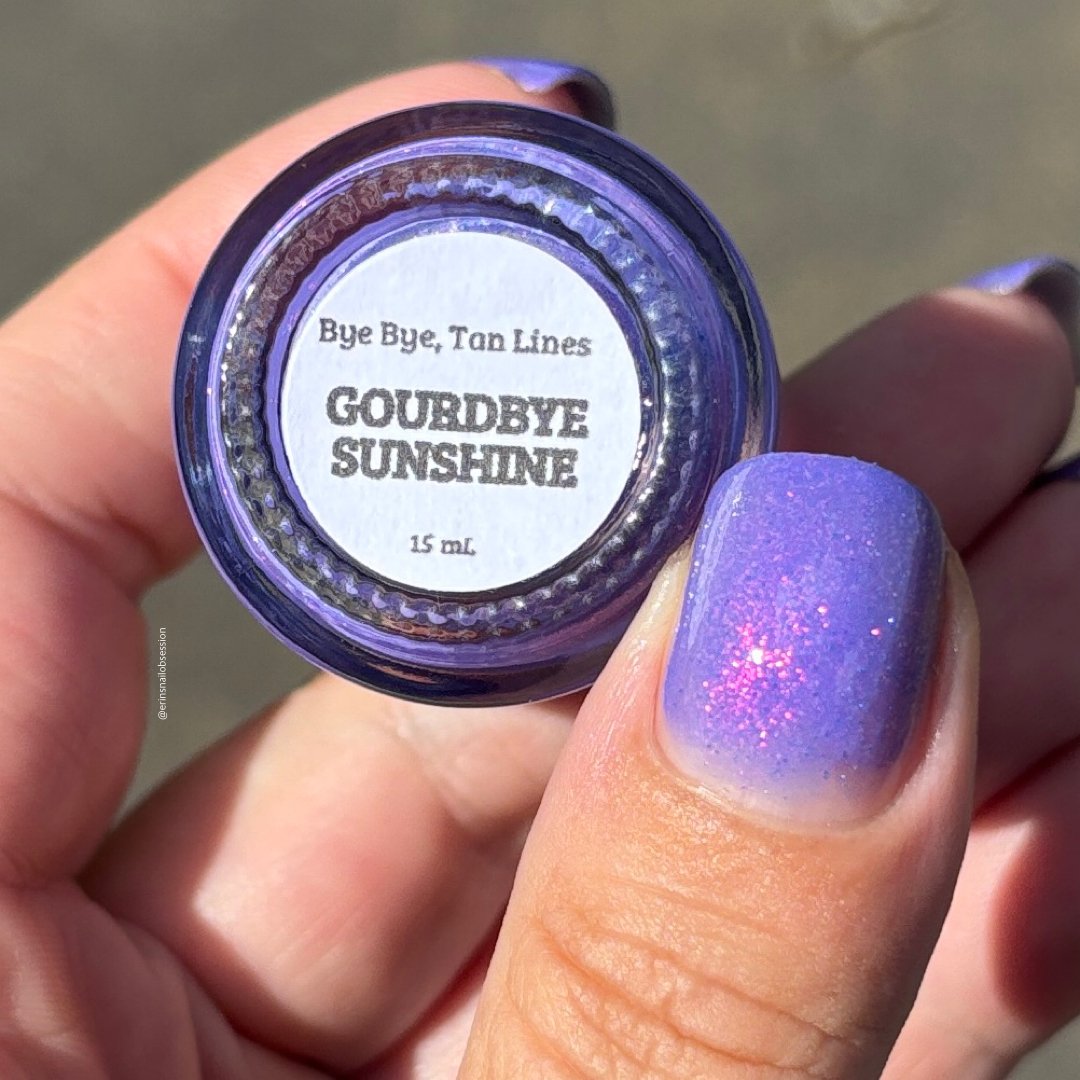 Bye Bye, Tan Lines
GOURDBYE
SUNSHINE
15 mL
@erinsnailobsession